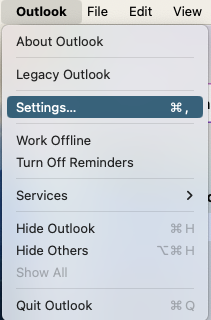 Outlook File Edit View
About Outlook
Legacy Outlook
Settings... ⌘ ,
Work Offline
Turn Off Reminders
Services >
Hide Outlook ⌘ H
Hide Others ⌥⌘ H
Show All
Quit Outlook ⌘ Q